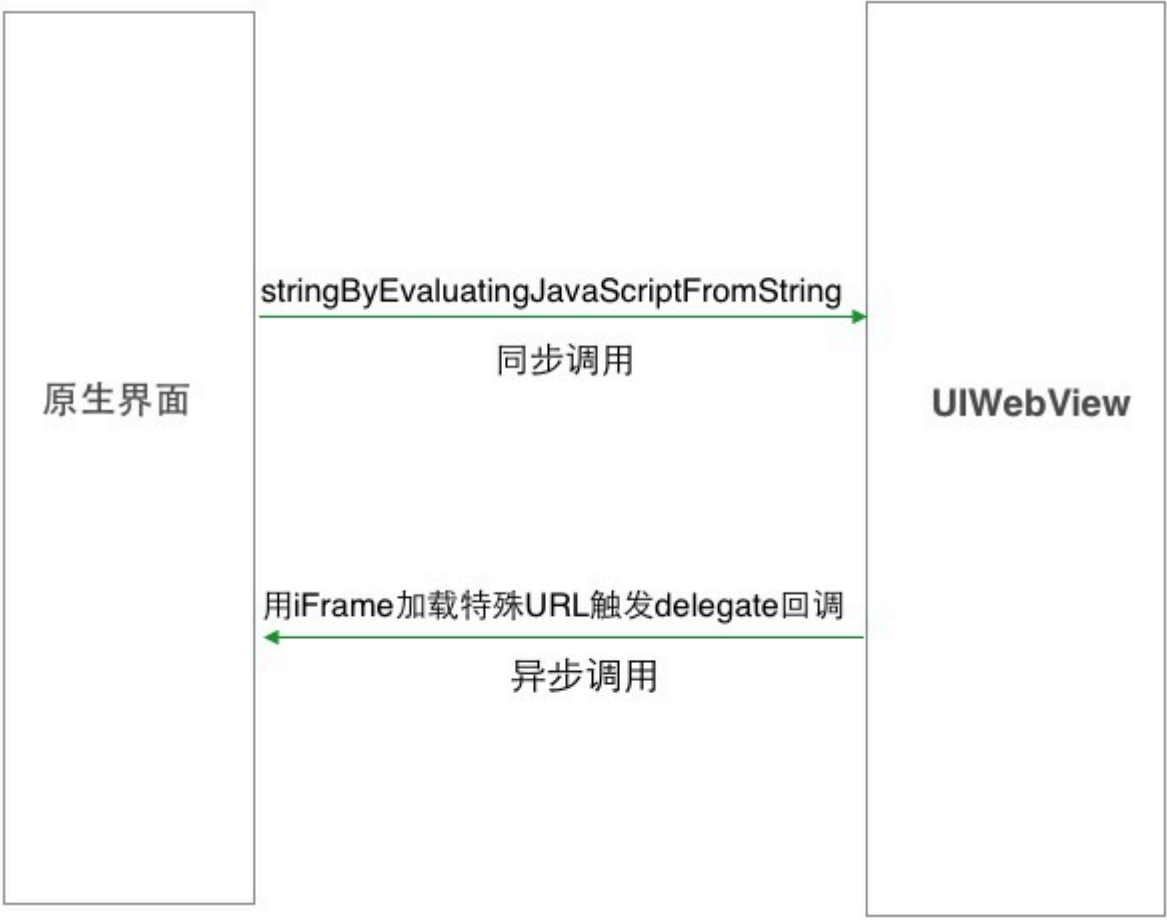 stringByEvaluatingJavaScriptFromString
同步调用
原生界面
UIWebView
用iFrame加载特殊URL触发delegate回调
异步调用